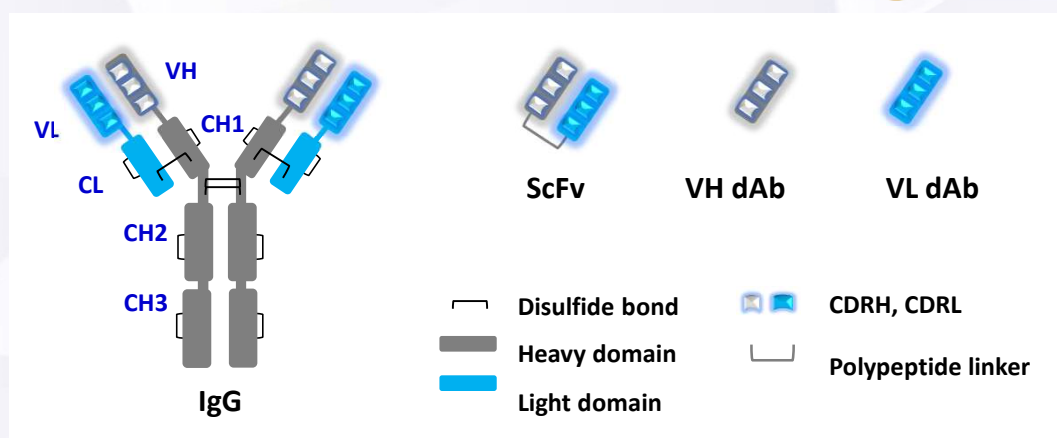 VH
VL
CH1
CL
CH2
CH3
IgG
ScFv
VH dAb
VL dAb
Disulfide bond
Heavy domain
Light domain
CDRH, CDRL
Polypeptide linker